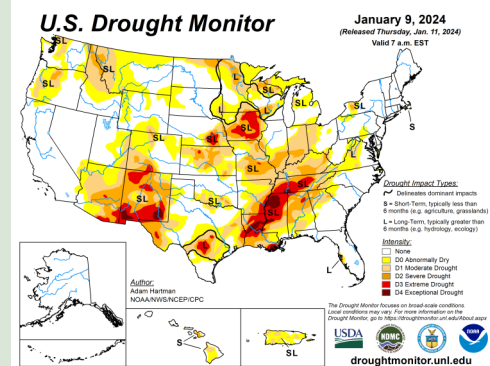 U.S. Drought Monitor
January 9, 2024
(Released Thursday, Jan. 11, 2024)
Valid 7 a.m. EST
SL
SL
SL
L
SL
L
L
SL
SL
SL
S
SL
SL
SL
L
SL
SL
SL
SL
SL
L
L
Drought Impact Types:
Delineates dominant impacts
S = Short-Term, typically less than
6 months (e.g. agriculture, grasslands)
L = Long-Term, typically greater than
6 months (e.g. hydrology, ecology)
Intensity:
None
D0 Abnormally Dry
D1 Moderate Drought
D2 Severe Drought
D3 Extreme Drought
D4 Exceptional Drought
Author:
Adam Hartman
NOAA/NWS/NCEP/CPC
S
SL
The Drought Monitor focuses on broad-scale conditions.
Local conditions may vary. For more information on the
Drought Monitor, go to https://droughtmonitor.unl.edu/About.aspx
USDA
NDMC
NOAA
droughtmonitor.unl.edu